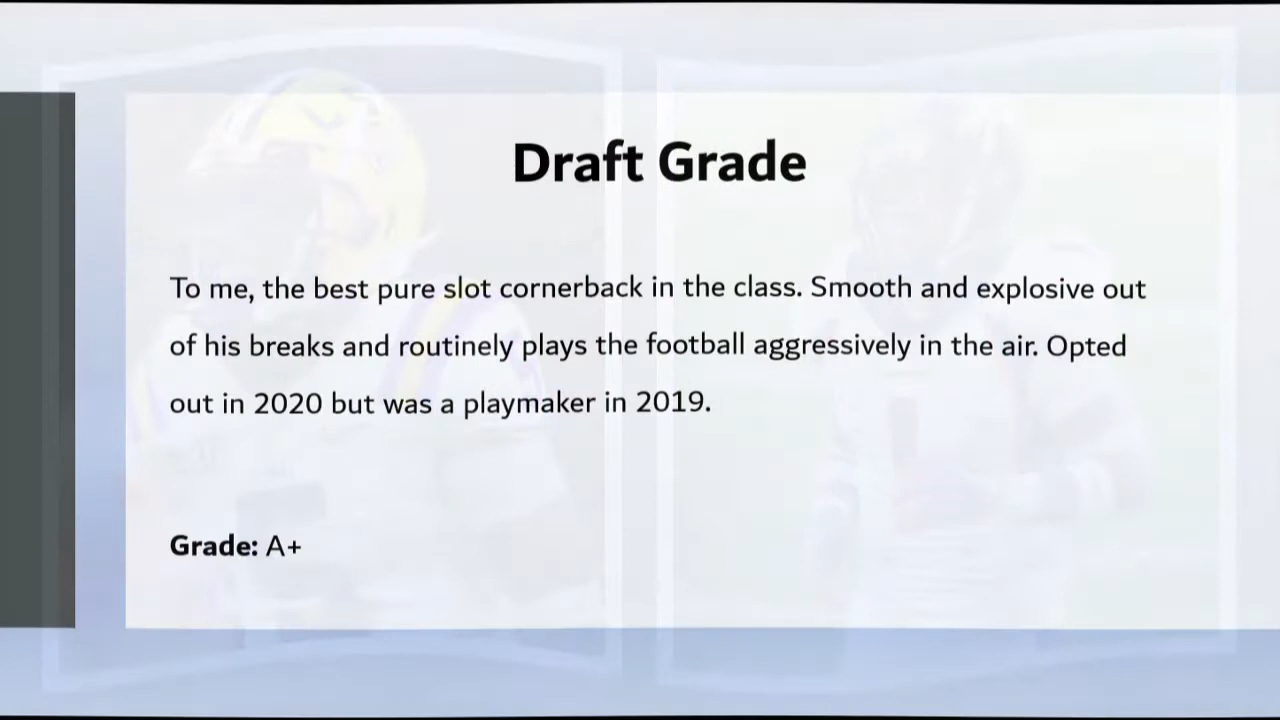 Draft Grade
To me, the best pure slot cornerback in the class. Smooth and explosive out
of his breaks and routinely plays the football aggressively in the air. Opted
out in 2020 but was a playmaker in 2019.
Grade: A+